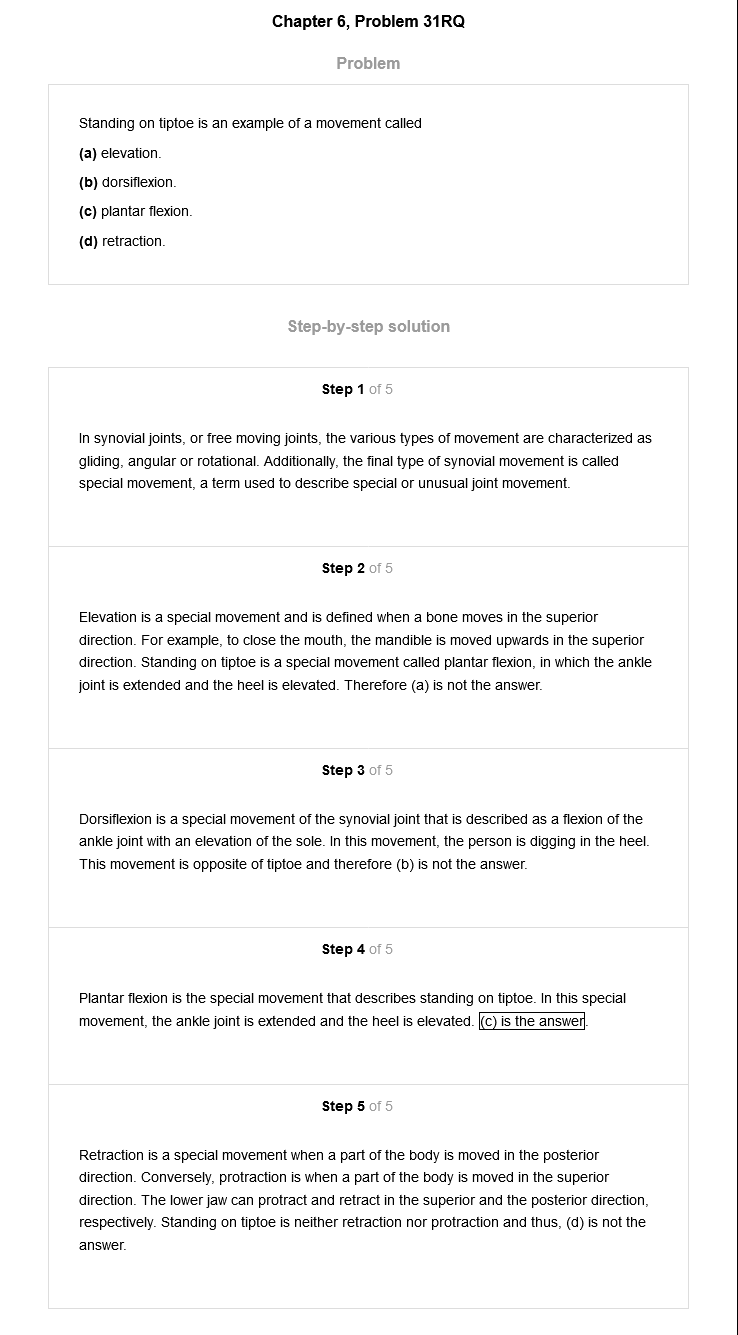 Chapter 6, Problem 31RQ
Problem
Standing on tiptoe is an example of a movement called
(a) elevation.
(b) dorsiflexion.
(c) plantar flexion.
(d) retraction.
Step-by-step solution
Step 1 of 5
In synovial joints, or free moving joints, the various types of movement are characterized as
gliding, angular or rotational. Additionally, the final type of synovial movement is called
special movement, a term used to describe special or unusual joint movement.
Step 2 of 5
Elevation is a special movement and is defined when a bone moves in the superior
direction. For example, to close the mouth, the mandible is moved upwards in the superior
direction. Standing on tiptoe is a special movement called plantar flexion, in which the ankle
joint is extended and the heel is elevated. Therefore (a) is not the answer.
Step 3 of 5
Dorsiflexion is a special movement of the synovial joint that is described as a flexion of the
ankle joint with an elevation of the sole. In this movement, the person is digging in the heel.
This movement is opposite of tiptoe and therefore (b) is not the answer.
Step 4 of 5
Plantar flexion is the special movement that describes standing on tiptoe. In this special
movement, the ankle joint is extended and the heel is elevated. (c) is the answer.
Step 5 of 5
Retraction is a special movement when a part of the body is moved in the posterior
direction. Conversely, protraction is when a part of the body is moved in the superior
direction. The lower jaw can protract and retract in the superior and the posterior direction,
respectively. Standing on tiptoe is neither retraction nor protraction and thus, (d) is not the
answer.